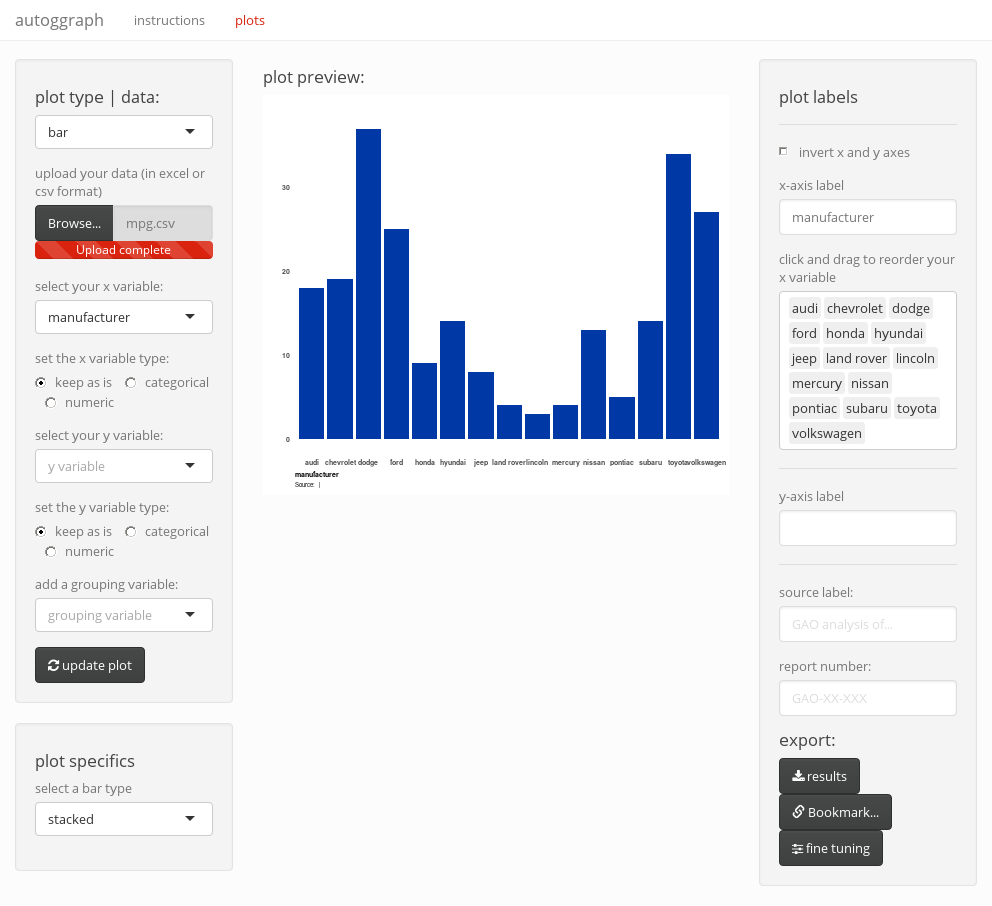 autoggraph instructions plots
plot type | data:
bar
upload your data (in excel or
csv format)
Browse... mpg.csv
Upload complete
select your x variable:
manufacturer
set the x variable type:
keep as is categorical
numeric
select your y variable:
y variable
set the y variable type:
keep as is categorical
numeric
add a grouping variable:
grouping variable
update plot
plot specifics
select a bar type
stacked
plot preview:
30
20
10
0
audi chevrolet dodge ford honda hyundai jeep land rover lincoln mercury nissan pontiac subaru toyota volkswagen
manufacturer
Source: |
plot labels
invert x and y axes
x-axis label
manufacturer
click and drag to reorder your
x variable
audi chevrolet dodge
ford honda hyundai
jeep land rover lincoln
mercury nissan
pontiac subaru toyota
volkswagen
y-axis label
source label:
GAO analysis of...
report number:
GAO-XX-XXX
export:
results
Bookmark...
fine tuning